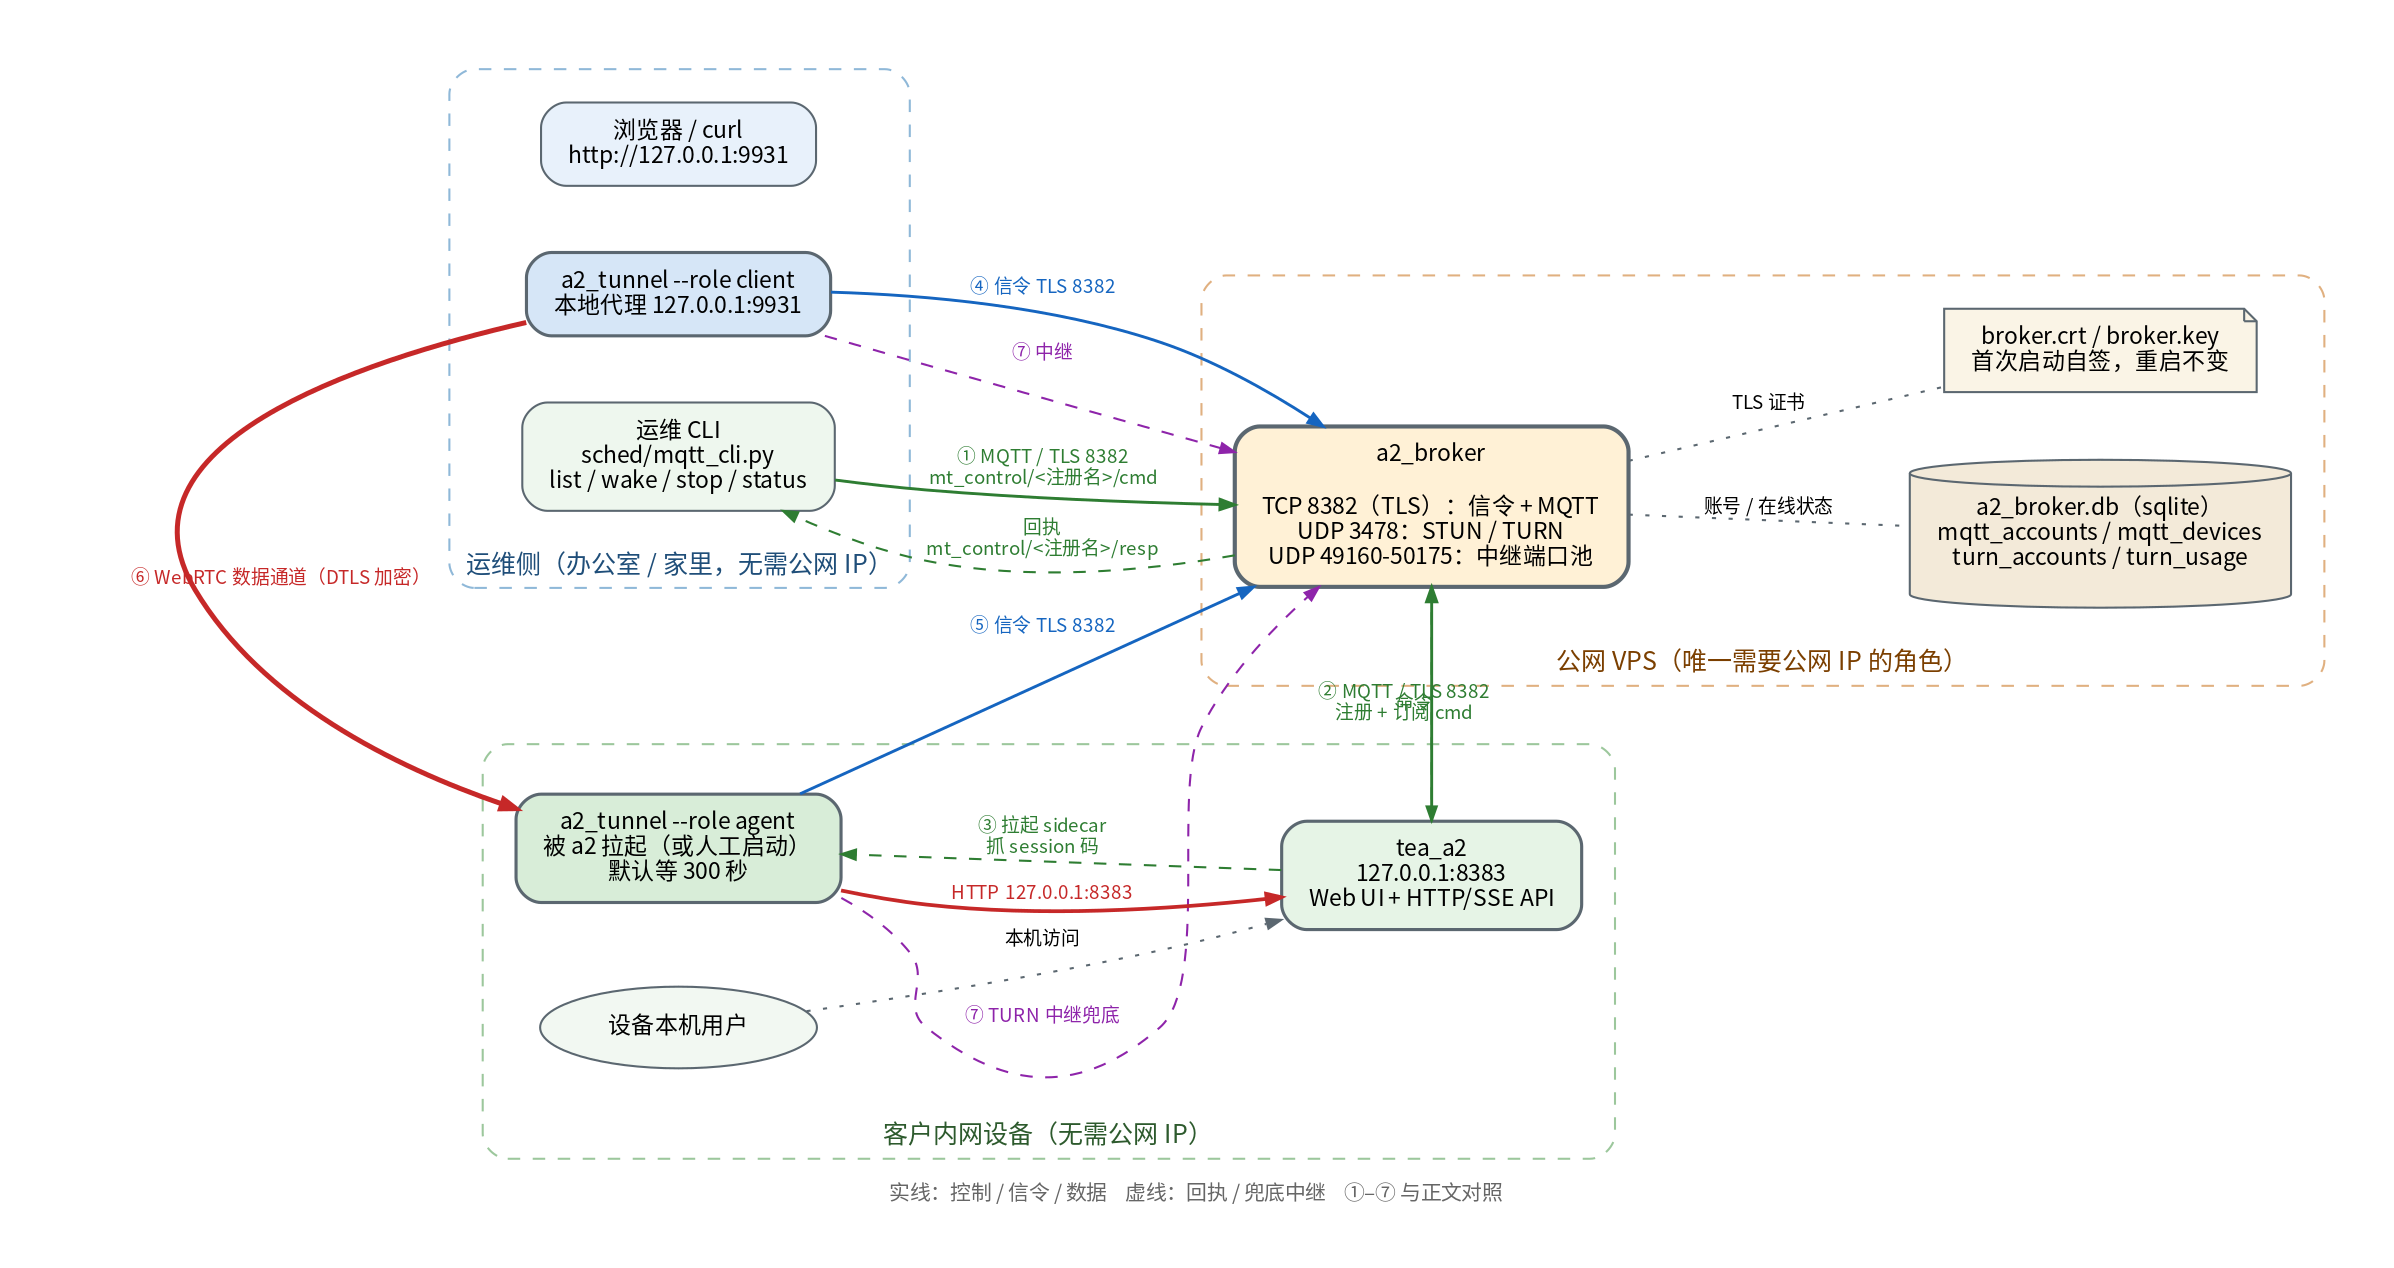 浏览器 / curl
http://127.0.0.1:9931
a2_tunnel --role client
本地代理 127.0.0.1:9931
运维 CLI
sched/mqtt_cli.py
list / wake / stop / status
运维侧（办公室 / 家里，无需公网 IP）
④ 信令 TLS 8382
⑦ 中继
① MQTT / TLS 8382
mt_control/<注册名>/cmd
回执
mt_control/<注册名>/resp
⑤ 信令 TLS 8382
⑥ WebRTC 数据通道（DTLS 加密）
a2_broker
TCP 8382（TLS）：信令 + MQTT
UDP 3478：STUN / TURN
UDP 49160-50175：中继端口池
TLS 证书
broker.crt / broker.key
首次启动自签，重启不变
账号 / 在线状态
a2_broker.db（sqlite）
mqtt_accounts / mqtt_devices
turn_accounts / turn_usage
公网 VPS（唯一需要公网 IP 的角色）
② MQTT / TLS 8382
注册 + 订阅 cmd
命令
a2_tunnel --role agent
被 a2 拉起（或人工启动）
默认等 300 秒
③ 拉起 sidecar
抓 session 码
HTTP 127.0.0.1:8383
tea_a2
127.0.0.1:8383
Web UI + HTTP/SSE API
本机访问
设备本机用户
⑦ TURN 中继兜底
客户内网设备（无需公网 IP）
实线：控制 / 信令 / 数据 虚线：回执 / 兜底中继 ①–⑦ 与正文对照